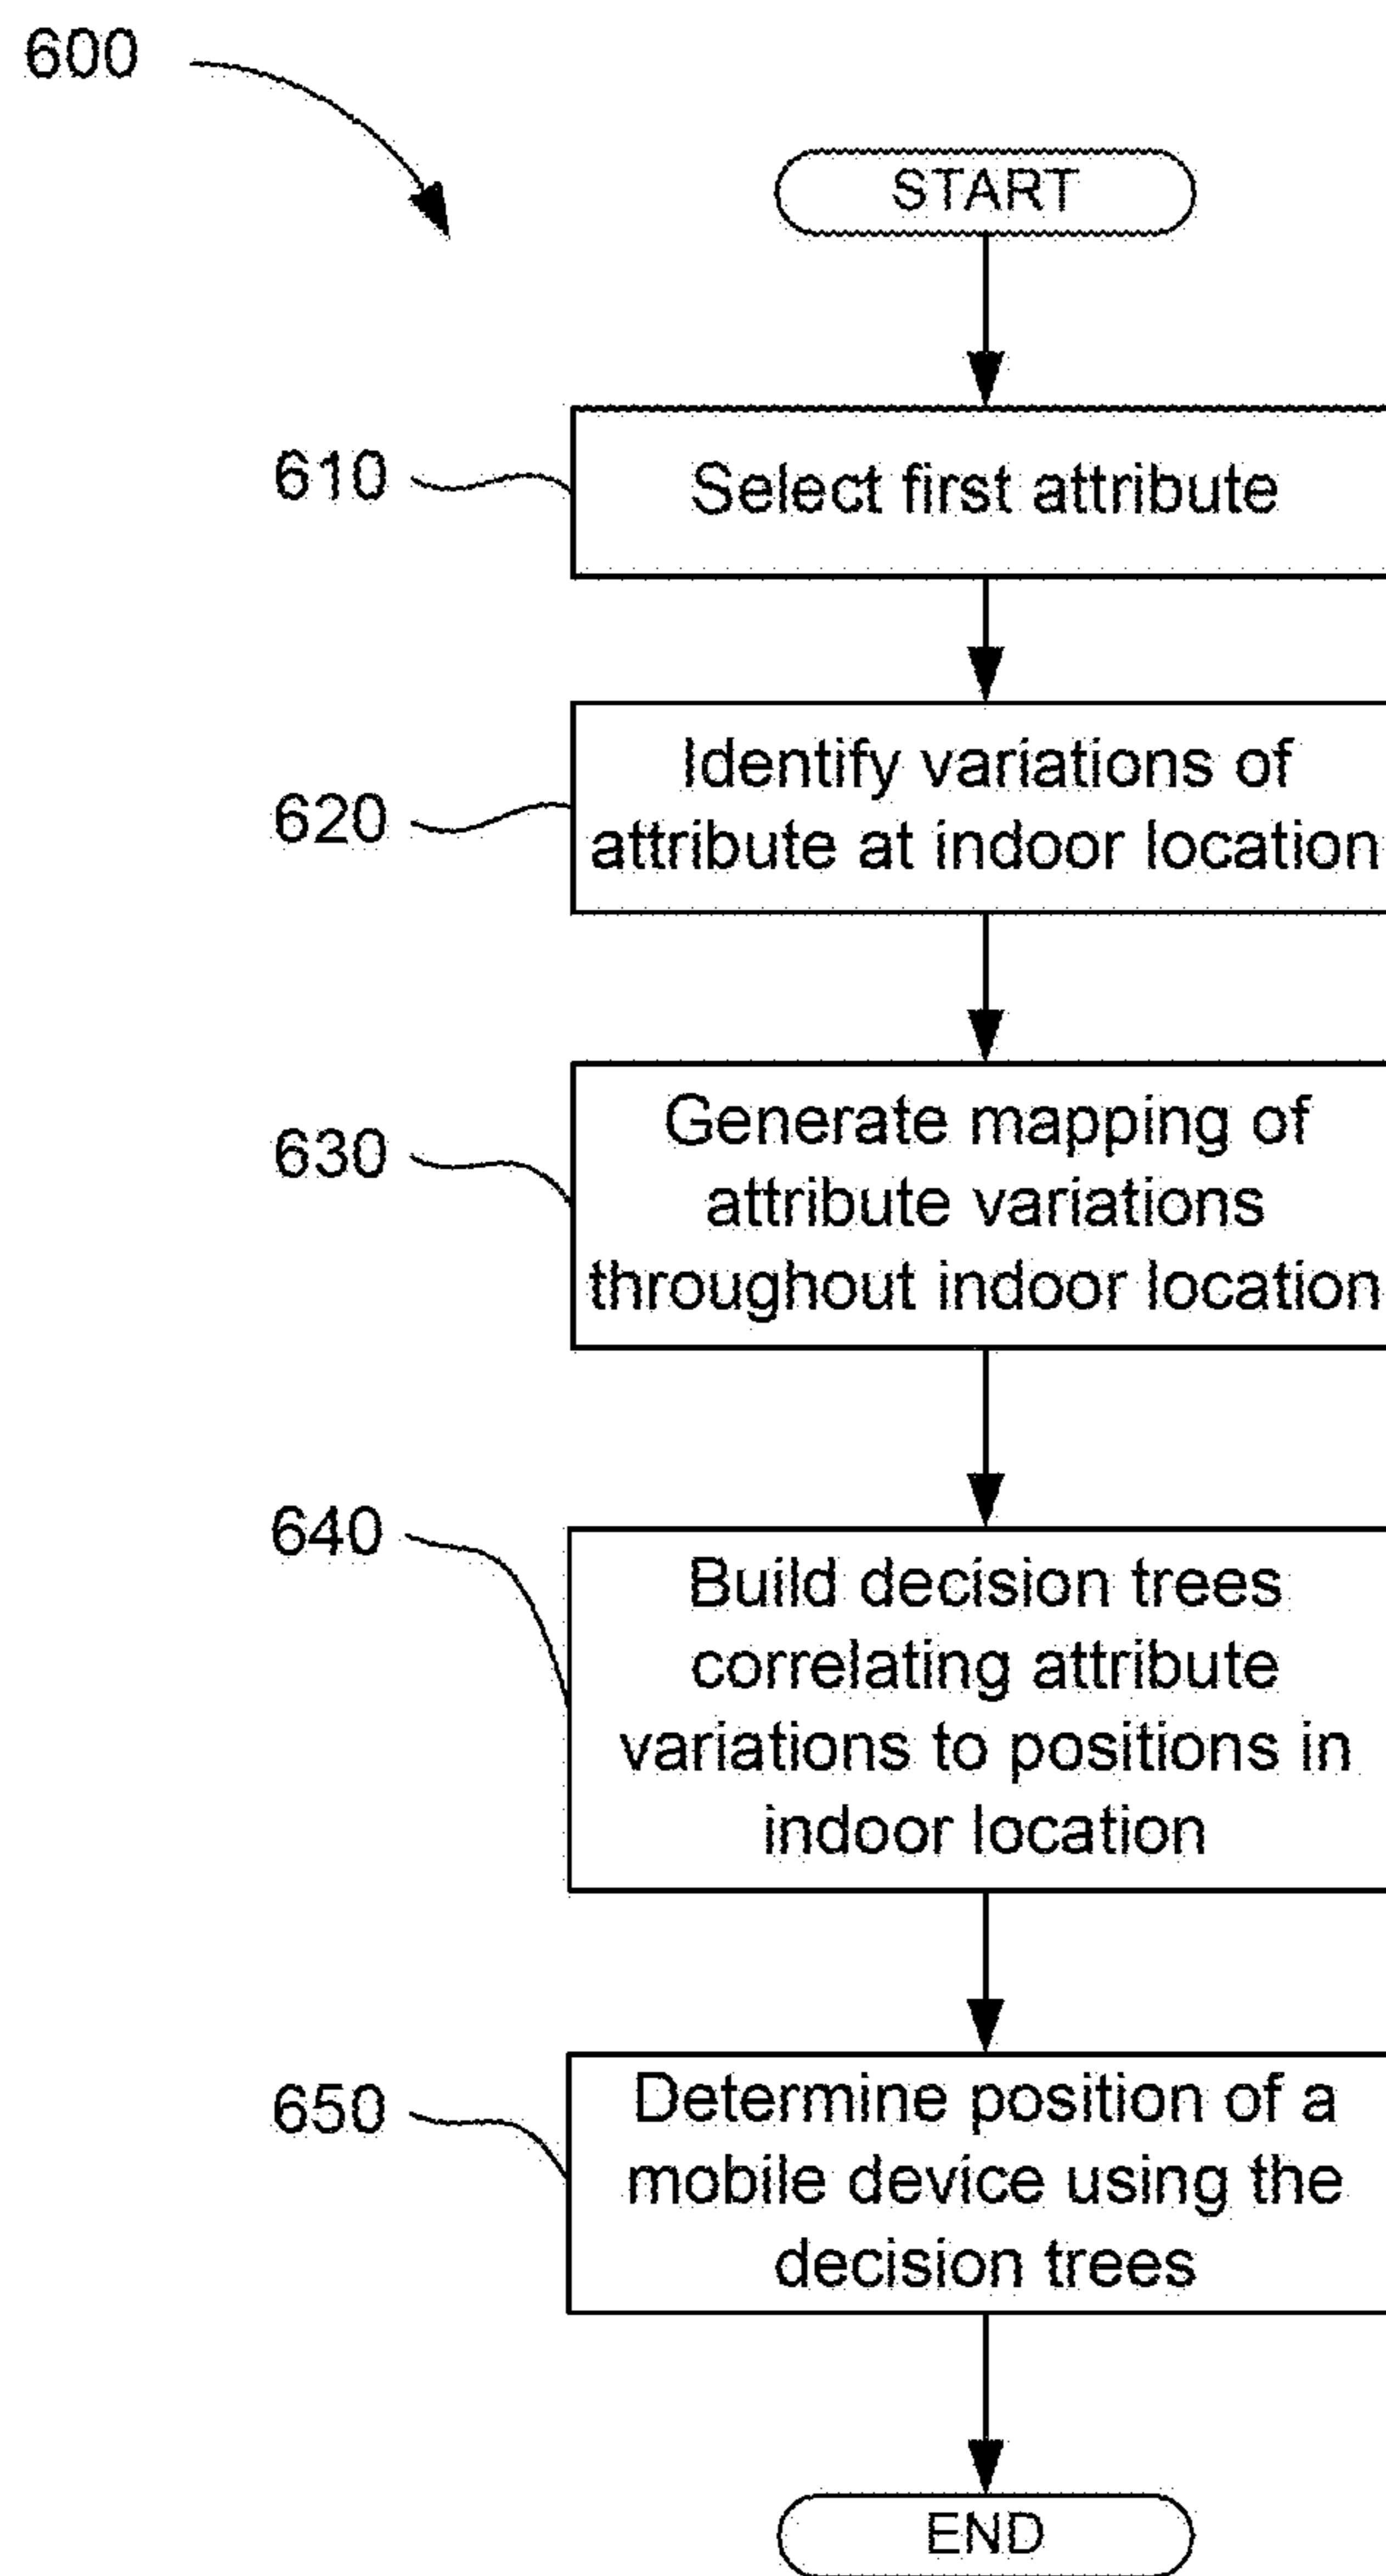 600
START
610
Select first attribute
620
Identify variations of
attribute at indoor location
630
Generate mapping of
attribute variations
throughout indoor location
640
Build decision trees
correlating attribute
variations to positions in
indoor location
650
Determine position of a
mobile device using the
decision trees
END